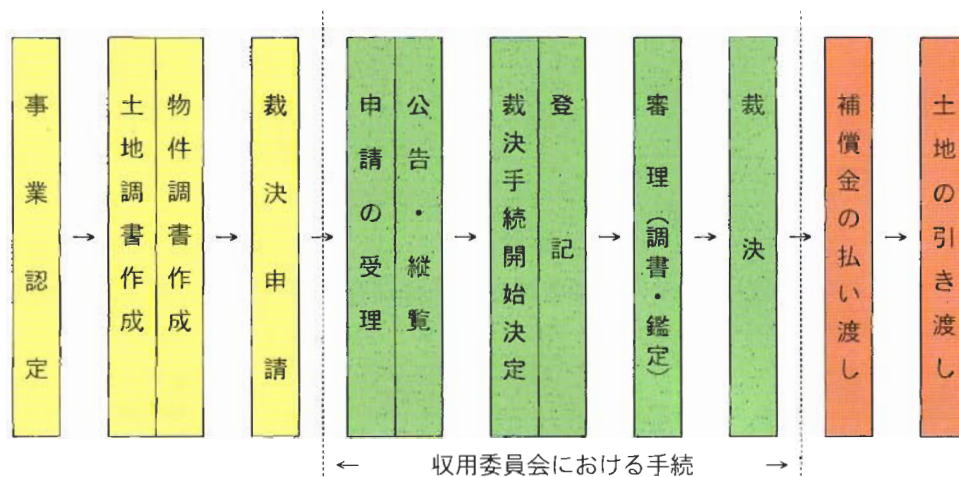 事業認定
→
土地調書作成
物件調書作成
→
裁決申請
→
申請の受理
公告・縦覧
→
裁決手続開始決定
登記
→
審理(調書・鑑定)
→
裁決
→
補償金の払い渡し
→
土地の引き渡し
← 収用委員会における手続 →